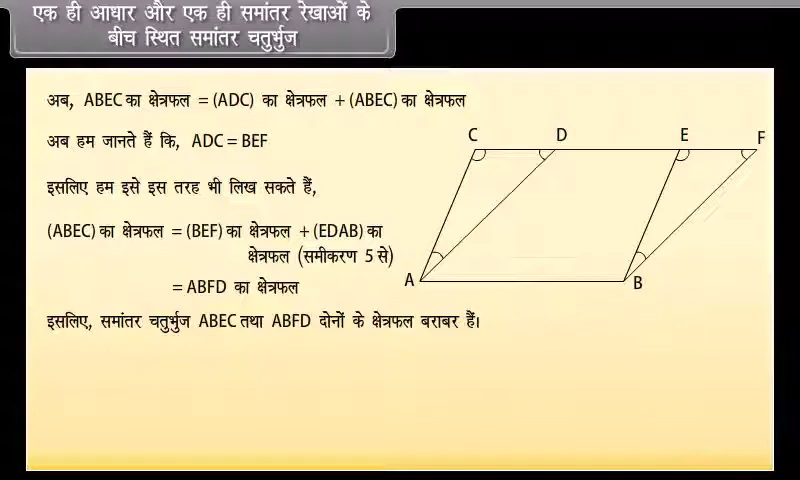 एक ही आधार और एक ही समांतर रेखाओं के
बीच स्थित समांतर चतुर्भुज
अब, ABEC का क्षेत्रफल = (ADC) का क्षेत्रफल + (ABEC) का क्षेत्रफल
अब हम जानते हैं कि, ADC = BEF
इसलिए हम इसे इस तरह भी लिख सकते हैं,
(ABEC) का क्षेत्रफल = (BEF) का क्षेत्रफल + (EDAB) का
क्षेत्रफल (समीकरण 5 से)
= ABFD का क्षेत्रफल
इसलिए, समांतर चतुर्भुज ABEC तथा ABFD दोनों के क्षेत्रफल बराबर हैं।
C D E F
A B